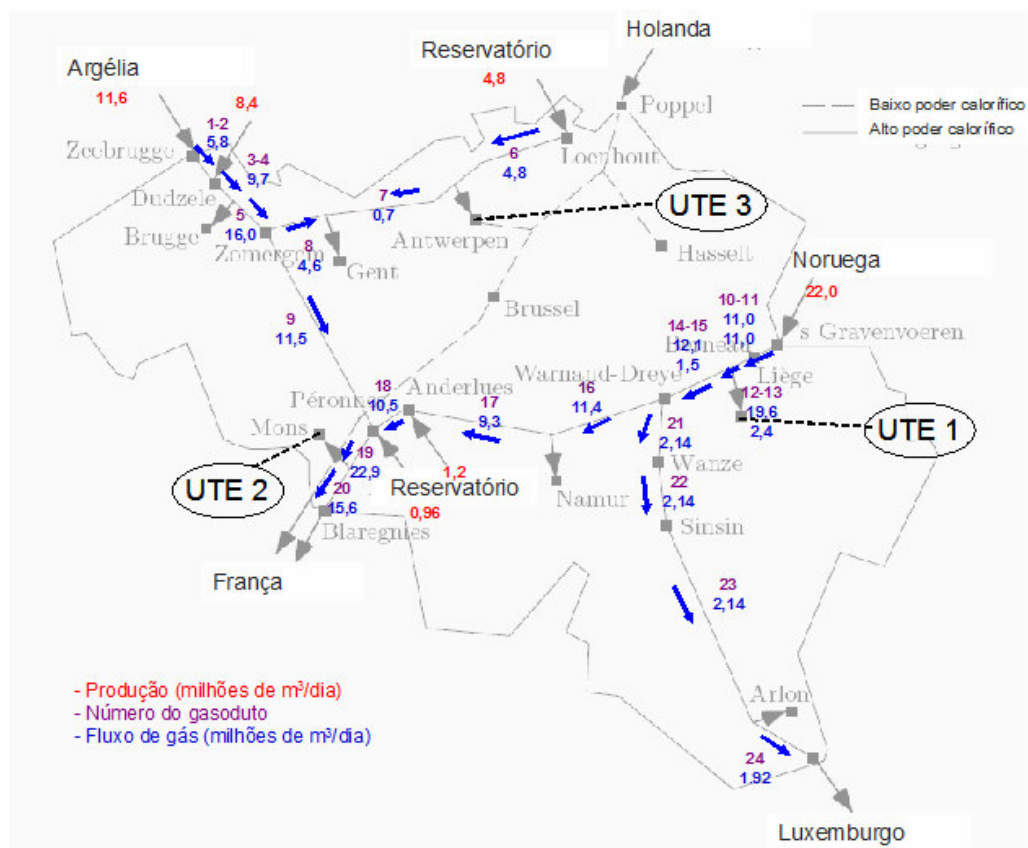 Holanda
Reservatório
4,8
Argélia
11,6
8,4
Poppel
Baixo poder calorífico
Alto poder calorífico
1-2
5,8
Zeebrugge
3-4
9,7
Dudzele
Loenhout
6
4,8
7
0,7
UTE 3
Brugge
5
16,0
Zomergem
Antwerpen
8
4,6
Gent
Hasselt
Noruega
22,0
Brussel
9
11,5
10-11
11,0
11,0
's Gravenvoeren
14-15
12,1
1,5
Berneau
Liège
Warnand-Dreye
16
11,4
12-13
19,6
2,4
UTE 1
18
10,5
Anderlues
Péronnes
17
9,3
Mons
21
2,14
Wanze
19
22,9
1,2
UTE 2
20
15,6
Reservatório
0,96
Namur
22
2,14
Blaregnies
Sinsin
França
23
2,14
- Produção (milhões de m³/dia)
- Número do gasoduto
- Fluxo de gás (milhões de m³/dia)
Arlon
24
1.92
Luxemburgo